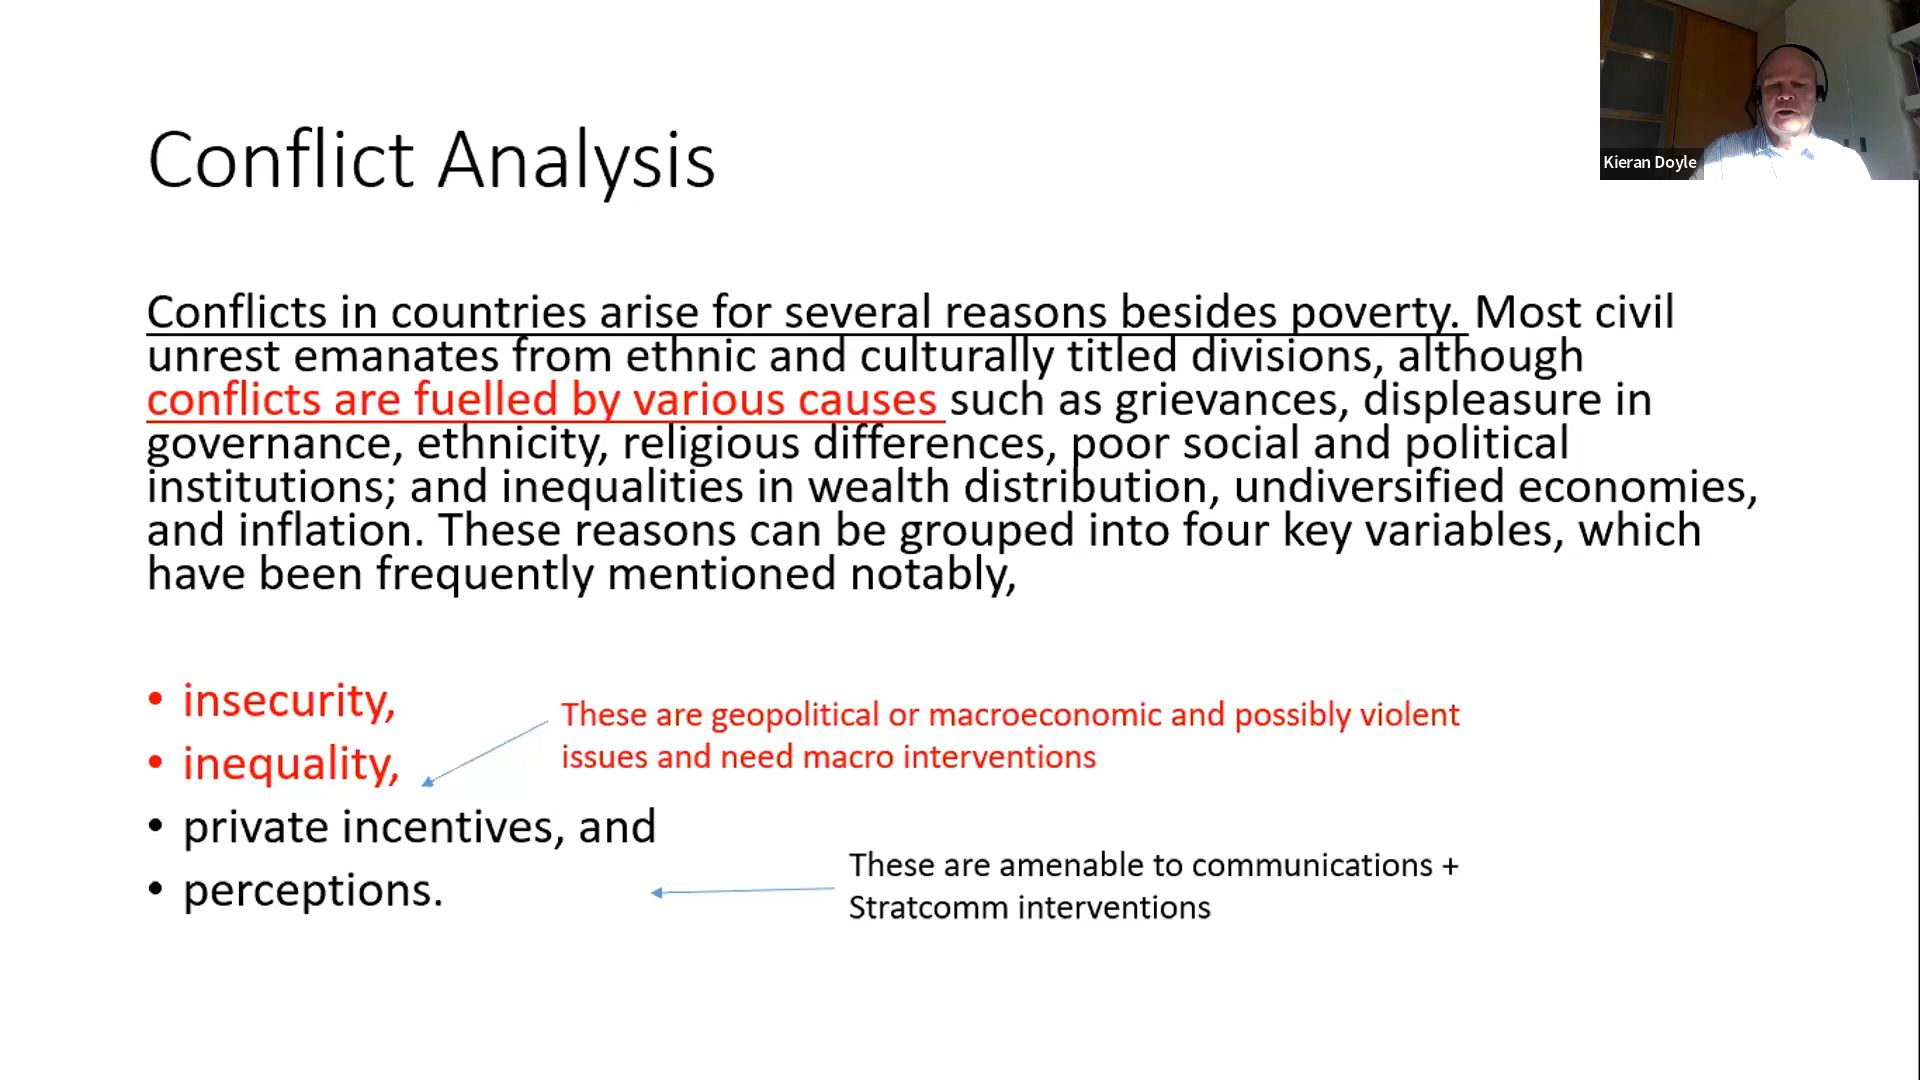 Kieran Doyle
Conflict Analysis
Conflicts in countries arise for several reasons besides poverty. Most civil
unrest emanates from ethnic and culturally titled divisions, although
conflicts are fuelled by various causes such as grievances, displeasure in
governance, ethnicity, religious differences, poor social and political
institutions; and inequalities in wealth distribution, undiversified economies,
and inflation. These reasons can be grouped into four key variables, which
have been frequently mentioned notably,
• insecurity,
• inequality,
These are geopolitical or macroeconomic and possibly violent
issues and need macro interventions
• private incentives, and
• perceptions.
These are amenable to communications +
Stratcomm interventions